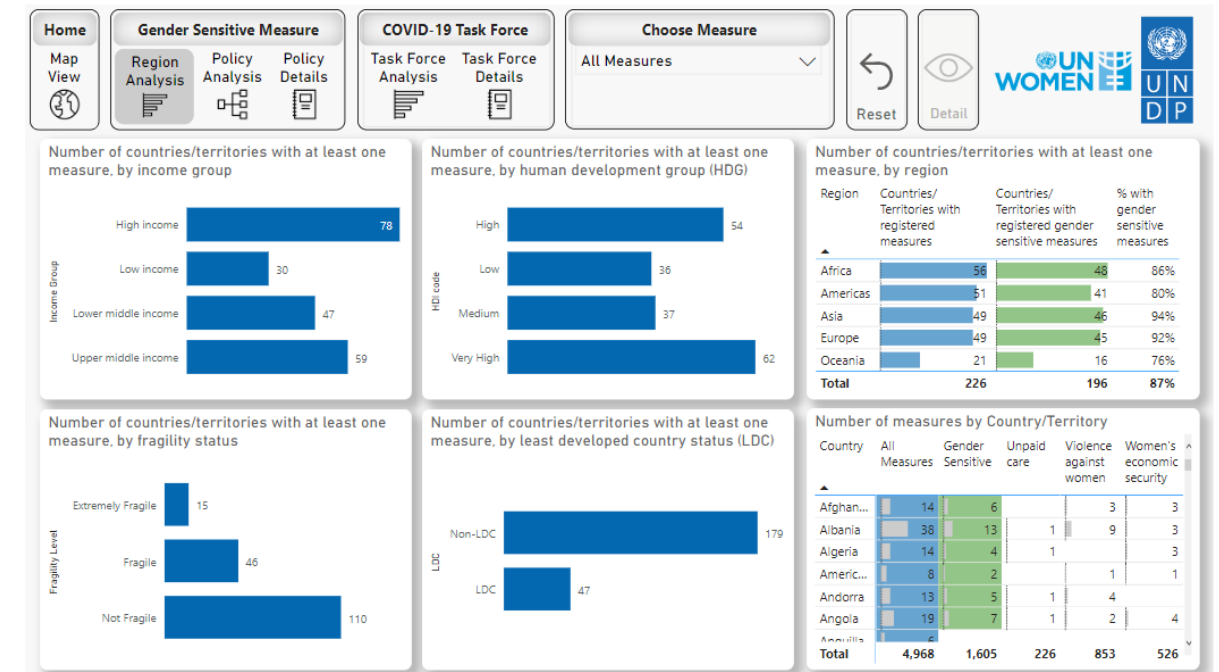 Home
Map
View
Gender Sensitive Measure
Region
Analysis
Policy
Analysis
Policy
Details
COVID-19 Task Force
Task Force
Analysis
Task Force
Details
Choose Measure
All Measures
Reset
Detail
UN
WOMEN
U N
D P
Number of countries/territories with at least one
measure, by income group
Income Group
High income 78
Low income 30
Lower middle income 47
Upper middle income 59
Number of countries/territories with at least one
measure, by human development group (HDG)
HDI code
High 54
Low 36
Medium 37
Very High 62
Number of countries/territories with at least one
measure, by region
Region Countries/ Countries/ % with
Territories with Territories with gender
registered registered gender sensitive
measures sensitive measures measures
Africa 56 48 86%
Americas 51 41 80%
Asia 49 46 94%
Europe 49 45 92%
Oceania 21 16 76%
Total 226 196 87%
Number of countries/territories with at least one
measure, by fragility status
Fragility Level
Extremely Fragile 15
Fragile 46
Not Fragile 110
Number of countries/territories with at least one
measure, by least developed country status (LDC)
LDC
Non-LDC 179
LDC 47
Number of measures by Country/Territory
Country All Gender Unpaid Violence Women's
Measures Sensitive care against economic
women security
Afghan... 14 6 3 3
Albania 38 13 1 9 3
Algeria 14 4 1 3
Americ... 8 2 1 1
Andorra 13 5 1 4
Angola 19 7 1 2 4
Anguilla 6
Total 4,968 1,605 226 853 526